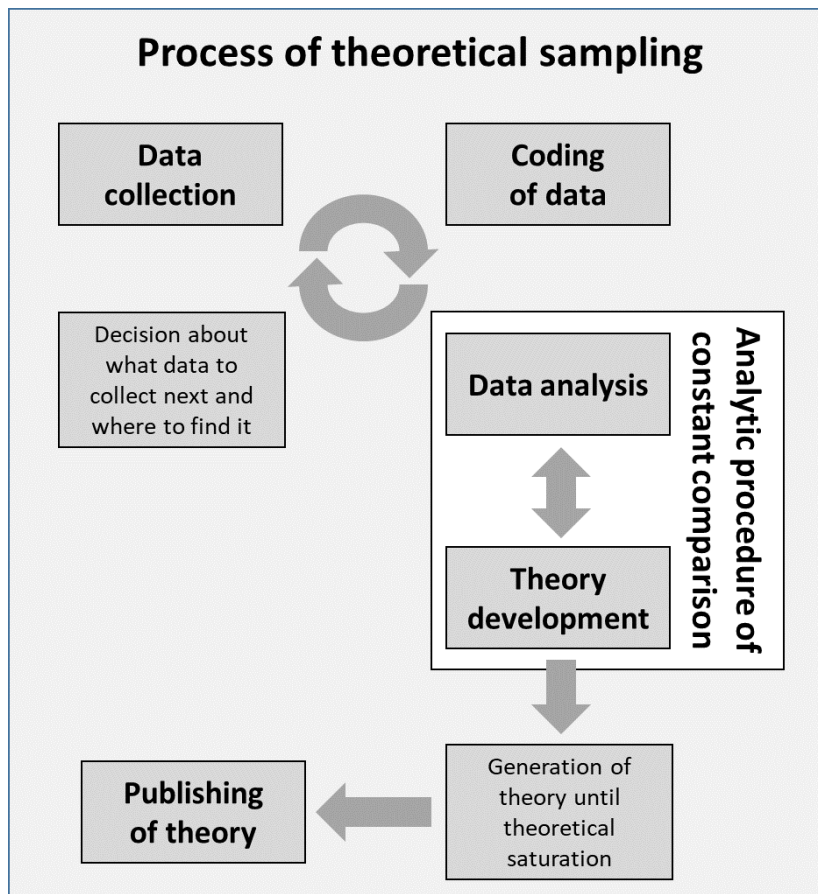 Process of theoretical sampling
Data
collection
Coding
of data
Decision about
what data to
collect next and
where to find it
Data analysis
Theory
development
Analytic procedure of
constant comparison
Generation of
theory until
theoretical
saturation
Publishing
of theory